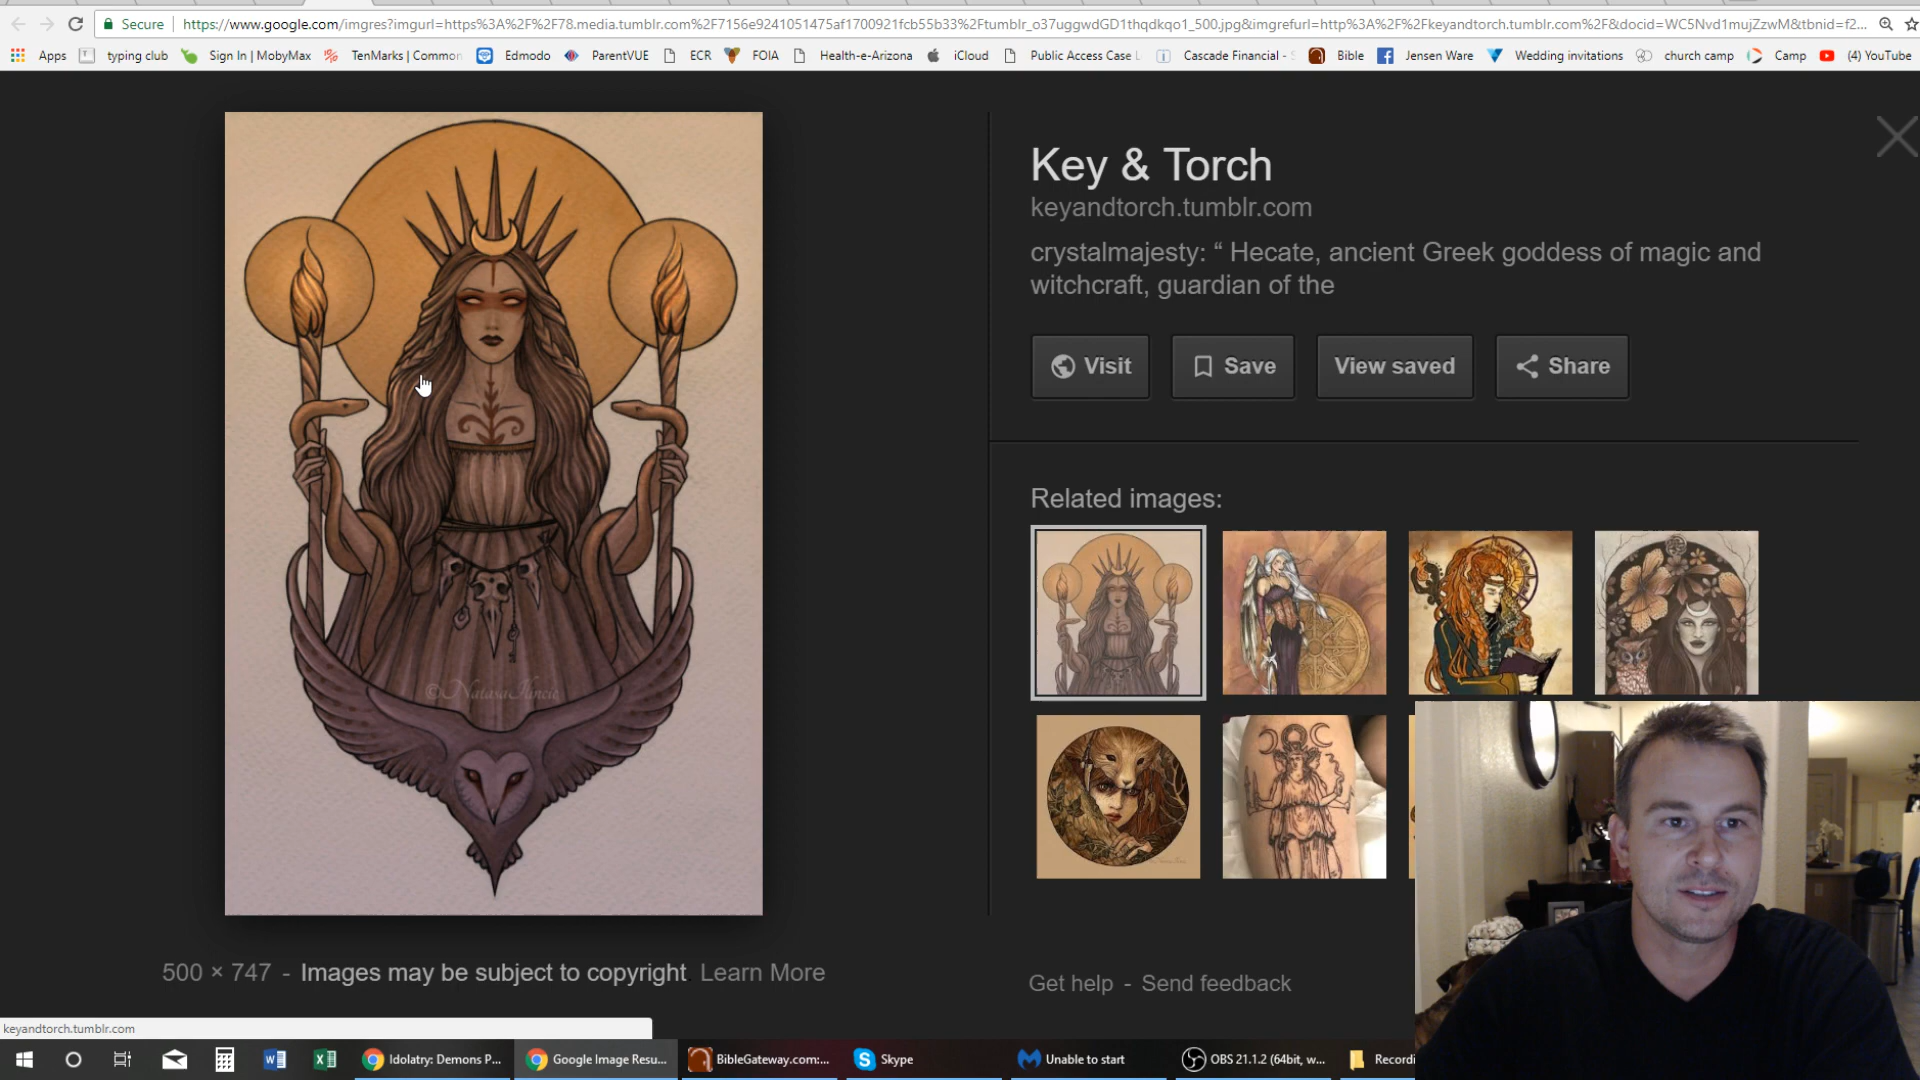 Secure
https://www.google.com/imgres?imgurl=https%3A%2F%2F78.media.tumblr.com%2F7156e9241051475af1700921fcb55b33%2Ftumblr_o37uggwdGD1thqdkqo1_500.jpg&imgrefurl=http%3A%2F%2Fkeyandtorch.tumblr.com%2F&docid=WC5Nvd1mujZzwM&tbnid=f2...
Apps
typing club
Sign In | MobyMax
TenMarks | Common
Edmodo
ParentVUE
ECR
FOIA
Health-e-Arizona
iCloud
Public Access Case L
Cascade Financial - S
Bible
Jensen Ware
Wedding invitations
church camp
Camp
(4) YouTube
Key & Torch
keyandtorch.tumblr.com
crystalmajesty: “ Hecate, ancient Greek goddess of magic and
witchcraft, guardian of the
Visit
Save
View saved
Share
Related images:
©NatasaIlincic
500 × 747 - Images may be subject to copyright Learn More
Get help - Send feedback
keyandtorch.tumblr.com
Idolatry: Demons P...
Google Image Resu...
BibleGateway.com:...
Skype
Unable to start
OBS 21.1.2 (64bit, w...
Recordi